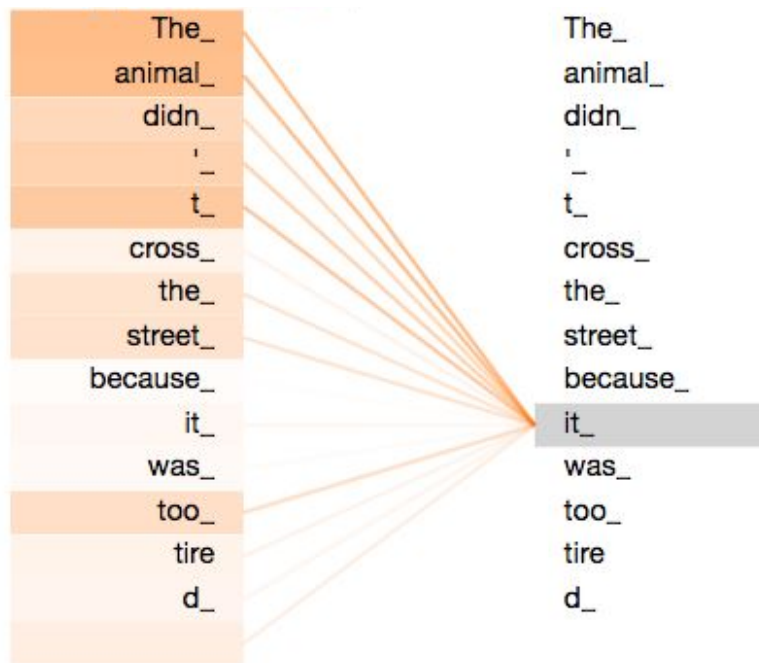 The_
animal_
didn_
'_
t_
cross_
the_
street_
because_
it_
was_
too_
tire
d_
The_
animal_
didn_
'_
t_
cross_
the_
street_
because_
it_
was_
too_
tire
d_